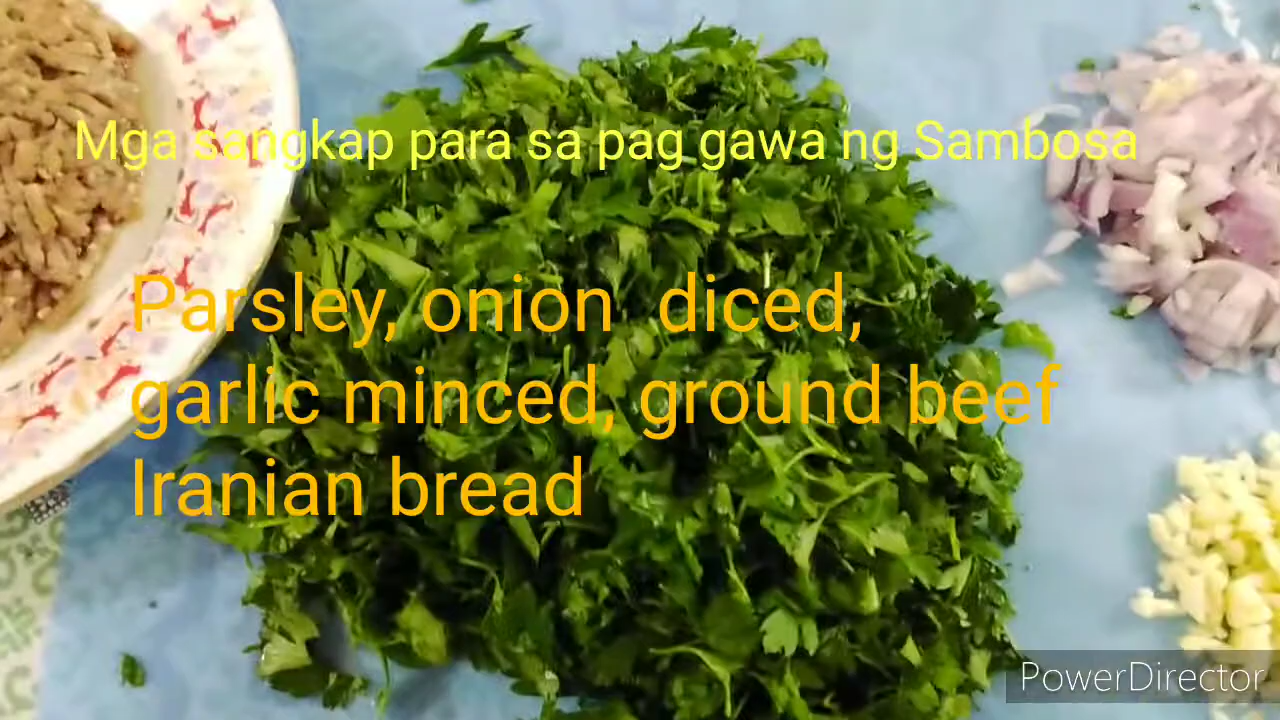 Mga sangkap para sa pag gawa ng Sambosa
Parsley, onion diced,
garlic minced, ground beef
Iranian bread
PowerDirector